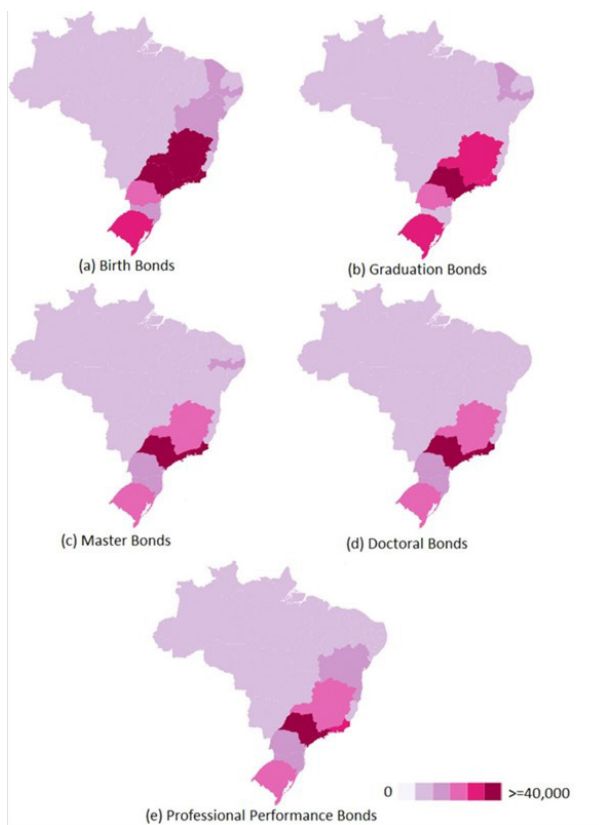 (a) Birth Bonds
(b) Graduation Bonds
(c) Master Bonds
(d) Doctoral Bonds
0 >=40,000
(e) Professional Performance Bonds